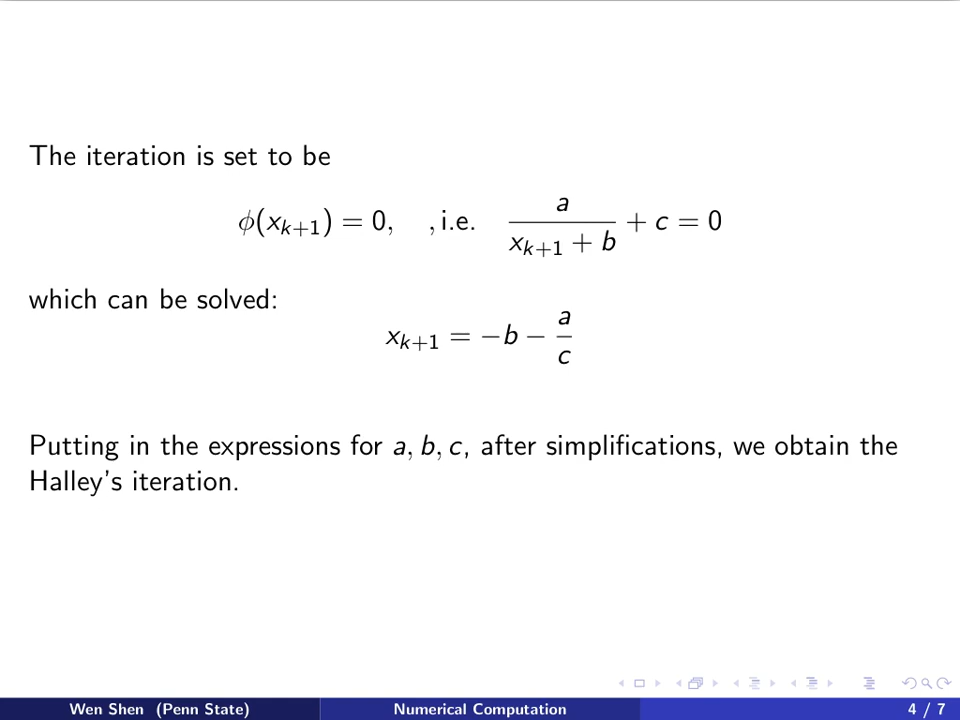 The iteration is set to be
ϕ(x_{k+1}) = 0, , i.e. \frac{a}{x_{k+1} + b} + c = 0
which can be solved:
x_{k+1} = −b − \frac{a}{c}
Putting in the expressions for a, b, c, after simplifications, we obtain the
Halley's iteration.
Wen Shen (Penn State) Numerical Computation 4 / 7